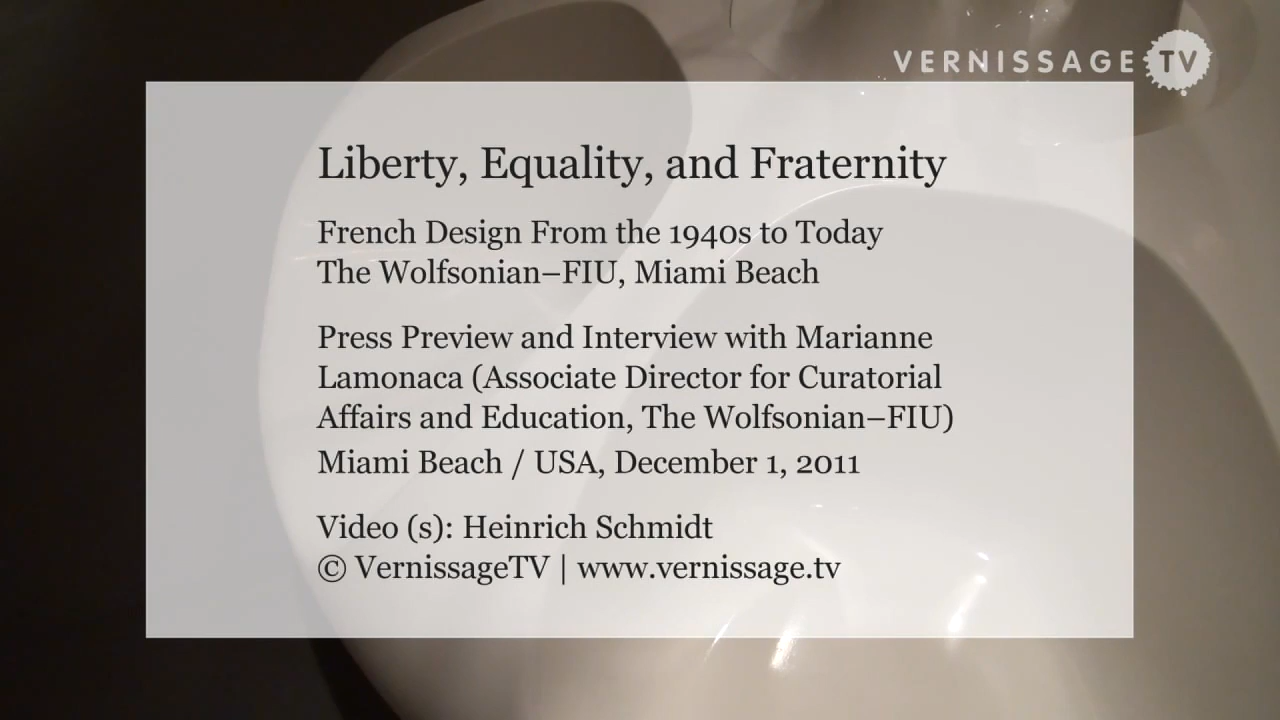 VERNISSAGE TV
Liberty, Equality, and Fraternity
French Design From the 1940s to Today
The Wolfsonian–FIU, Miami Beach
Press Preview and Interview with Marianne
Lamonaca (Associate Director for Curatorial
Affairs and Education, The Wolfsonian–FIU)
Miami Beach / USA, December 1, 2011
Video (s): Heinrich Schmidt
© VernissageTV | www.vernissage.tv